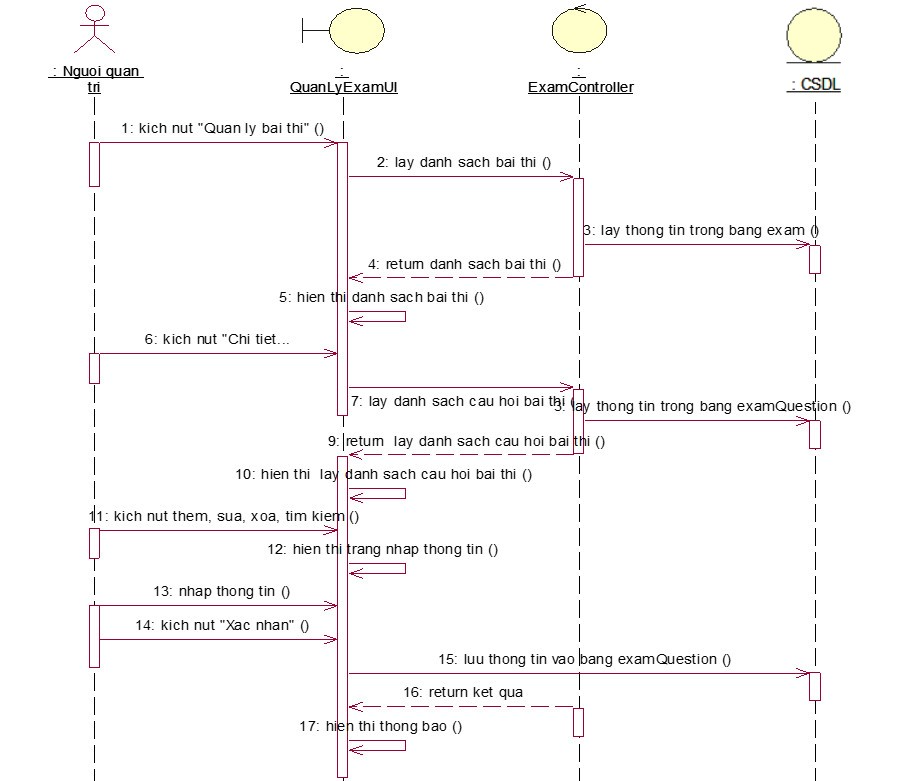 : Nguoi quan
tri
:
QuanLyExamUI
:
ExamController
: CSDL
1: kich nut "Quan ly bai thi" ()
2: lay danh sach bai thi ()
3: lay thong tin trong bang exam ()
4: return danh sach bai thi ()
5: hien thi danh sach bai thi ()
6: kich nut "Chi tiet...
7: lay danh sach cau hoi bai thi ()
lay thong tin trong bang examQuestion ()
9: return lay danh sach cau hoi bai thi ()
10: hien thi lay danh sach cau hoi bai thi ()
11: kich nut them, sua, xoa, tim kiem ()
12: hien thi trang nhap thong tin ()
13: nhap thong tin ()
14: kich nut "Xac nhan" ()
15: luu thong tin vao bang examQuestion ()
16: return ket qua
17: hien thi thong bao ()